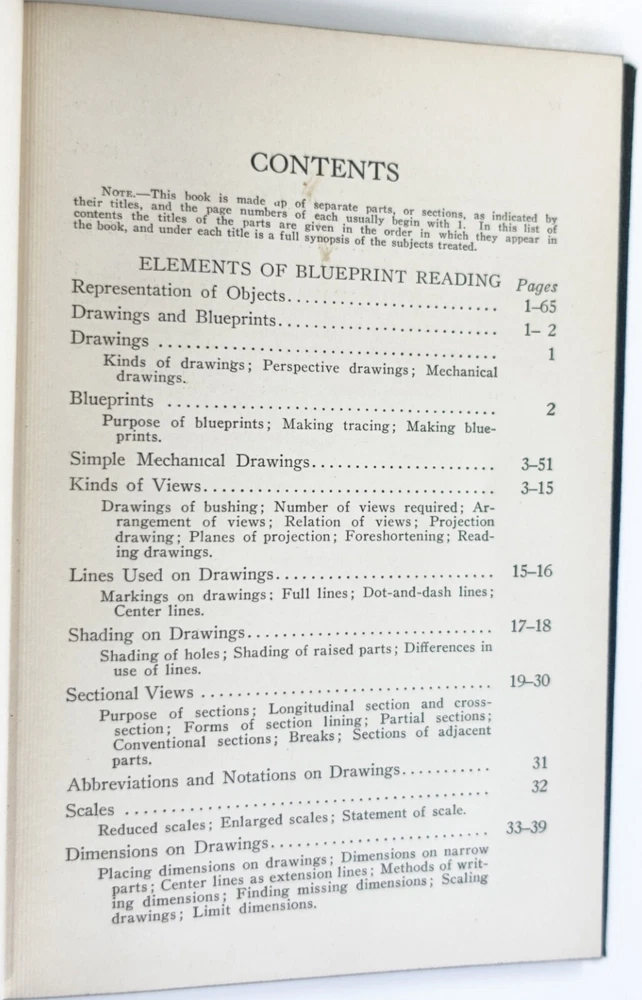 CONTENTS
NOTE.—This book is made up of separate parts, or sections, as indicated by
their titles, and the page numbers of each usually begin with 1. In this list of
contents the titles of the parts are given in the order in which they appear in
the book, and under each title is a full synopsis of the subjects treated.
ELEMENTS OF BLUEPRINT READING Pages
Representation of Objects........................ 1–65
Drawings and Blueprints........................ 1– 2
Drawings ..................................... 1
Kinds of drawings; Perspective drawings; Mechanical
drawings.
Blueprints .................................... 2
Purpose of blueprints; Making tracing; Making blue-
prints.
Simple Mechanical Drawings.................... 3–51
Kinds of Views................................ 3–15
Drawings of bushing; Number of views required; Ar-
rangement of views; Relation of views; Projection
drawing; Planes of projection; Foreshortening; Read-
ing drawings.
Lines Used on Drawings........................ 15–16
Markings on drawings; Full lines; Dot-and-dash lines;
Center lines.
Shading on Drawings........................... 17–18
Shading of holes; Shading of raised parts; Differences in
use of lines.
Sectional Views ................................ 19–30
Purpose of sections; Longitudinal section and cross-
section; Forms of section lining; Partial sections;
Conventional sections; Breaks; Sections of adjacent
parts.
Abbreviations and Notations on Drawings.......... 31
Scales ........................................ 32
Reduced scales; Enlarged scales; Statement of scale.
Dimensions on Drawings........................ 33–39
Placing dimensions on drawings; Dimensions on narrow
parts; Center lines as extension lines; Methods of writ-
ing dimensions; Finding missing dimensions; Scaling
drawings; Limit dimensions.